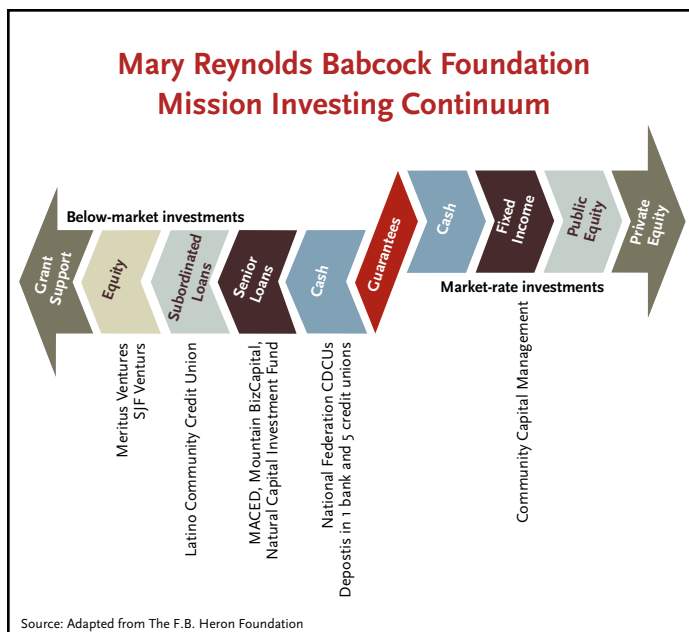 Mary Reynolds Babcock Foundation
Mission Investing Continuum
Below-market investments
Grant
Support
Equity
Subordinated
Loans
Senior
Loans
Cash
Guarantees
Cash
Fixed
Income
Public
Equity
Private
Equity
Market-rate investments
Meritus Ventures
SJF Venturs
Latino Community Credit Union
MACED, Mountain BizCapital,
Natural Capital Investment Fund
National Federation CDCUs
Depostis in 1 bank and 5 credit unions
Community Capital Management
Source: Adapted from The F.B. Heron Foundation